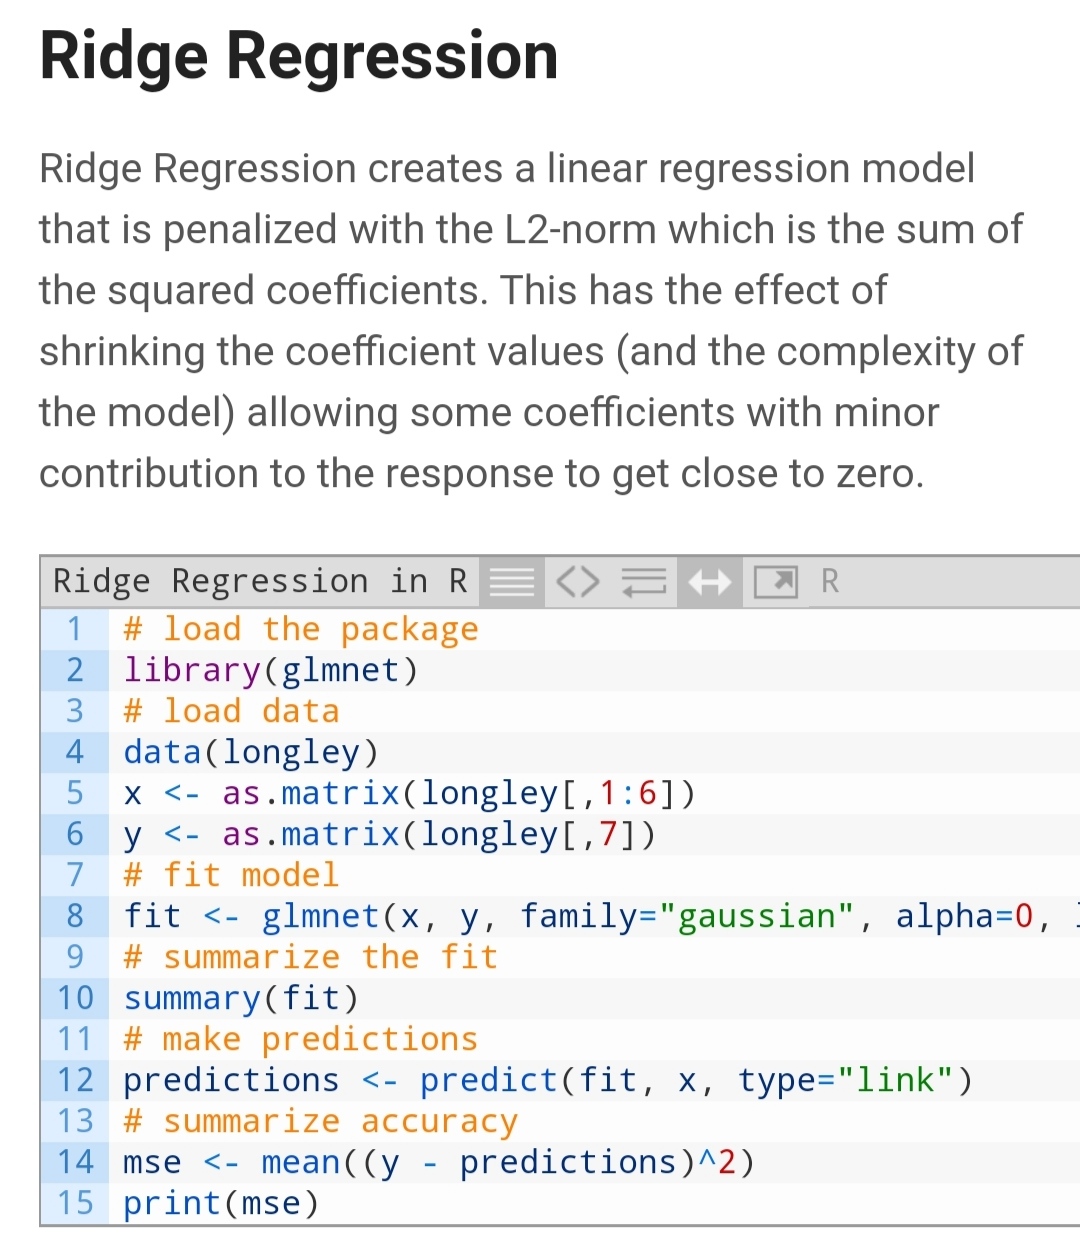 Ridge Regression
Ridge Regression creates a linear regression model
that is penalized with the L2-norm which is the sum of
the squared coefficients. This has the effect of
shrinking the coefficient values (and the complexity of
the model) allowing some coefficients with minor
contribution to the response to get close to zero.
Ridge Regression in R R
1 # load the package
2 library(glmnet)
3 # load data
4 data(longley)
5 x <- as.matrix(longley[,1:6])
6 y <- as.matrix(longley[,7])
7 # fit model
8 fit <- glmnet(x, y, family="gaussian", alpha=0,
9 # summarize the fit
10 summary(fit)
11 # make predictions
12 predictions <- predict(fit, x, type="link")
13 # summarize accuracy
14 mse <- mean((y - predictions)^2)
15 print(mse)